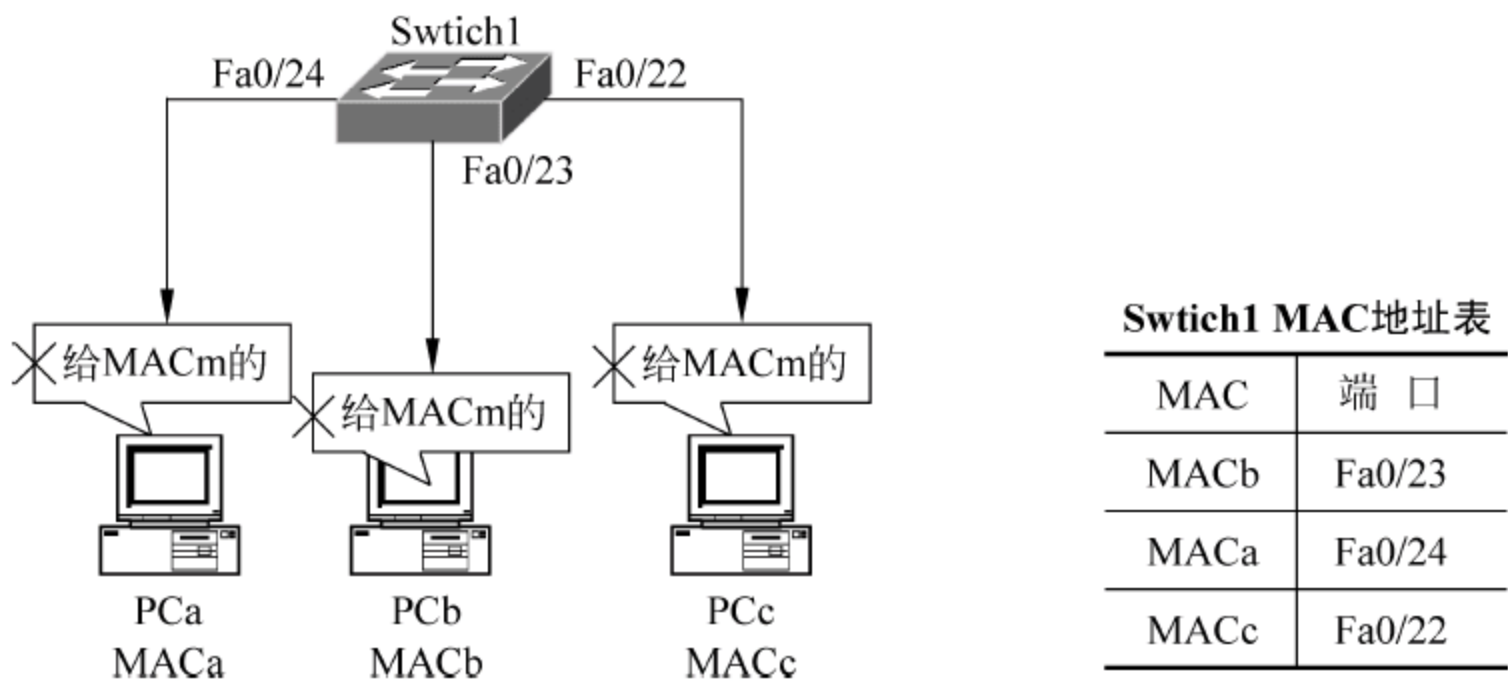 Swtich1
Fa0/24
Fa0/22
Fa0/23
给MACm的
给MACm的
给MACm的
PCa
MACa
PCb
MACb
PCc
MACc
Swtich1 MAC地址表
MAC 端 口
MACb Fa0/23
MACa Fa0/24
MACc Fa0/22